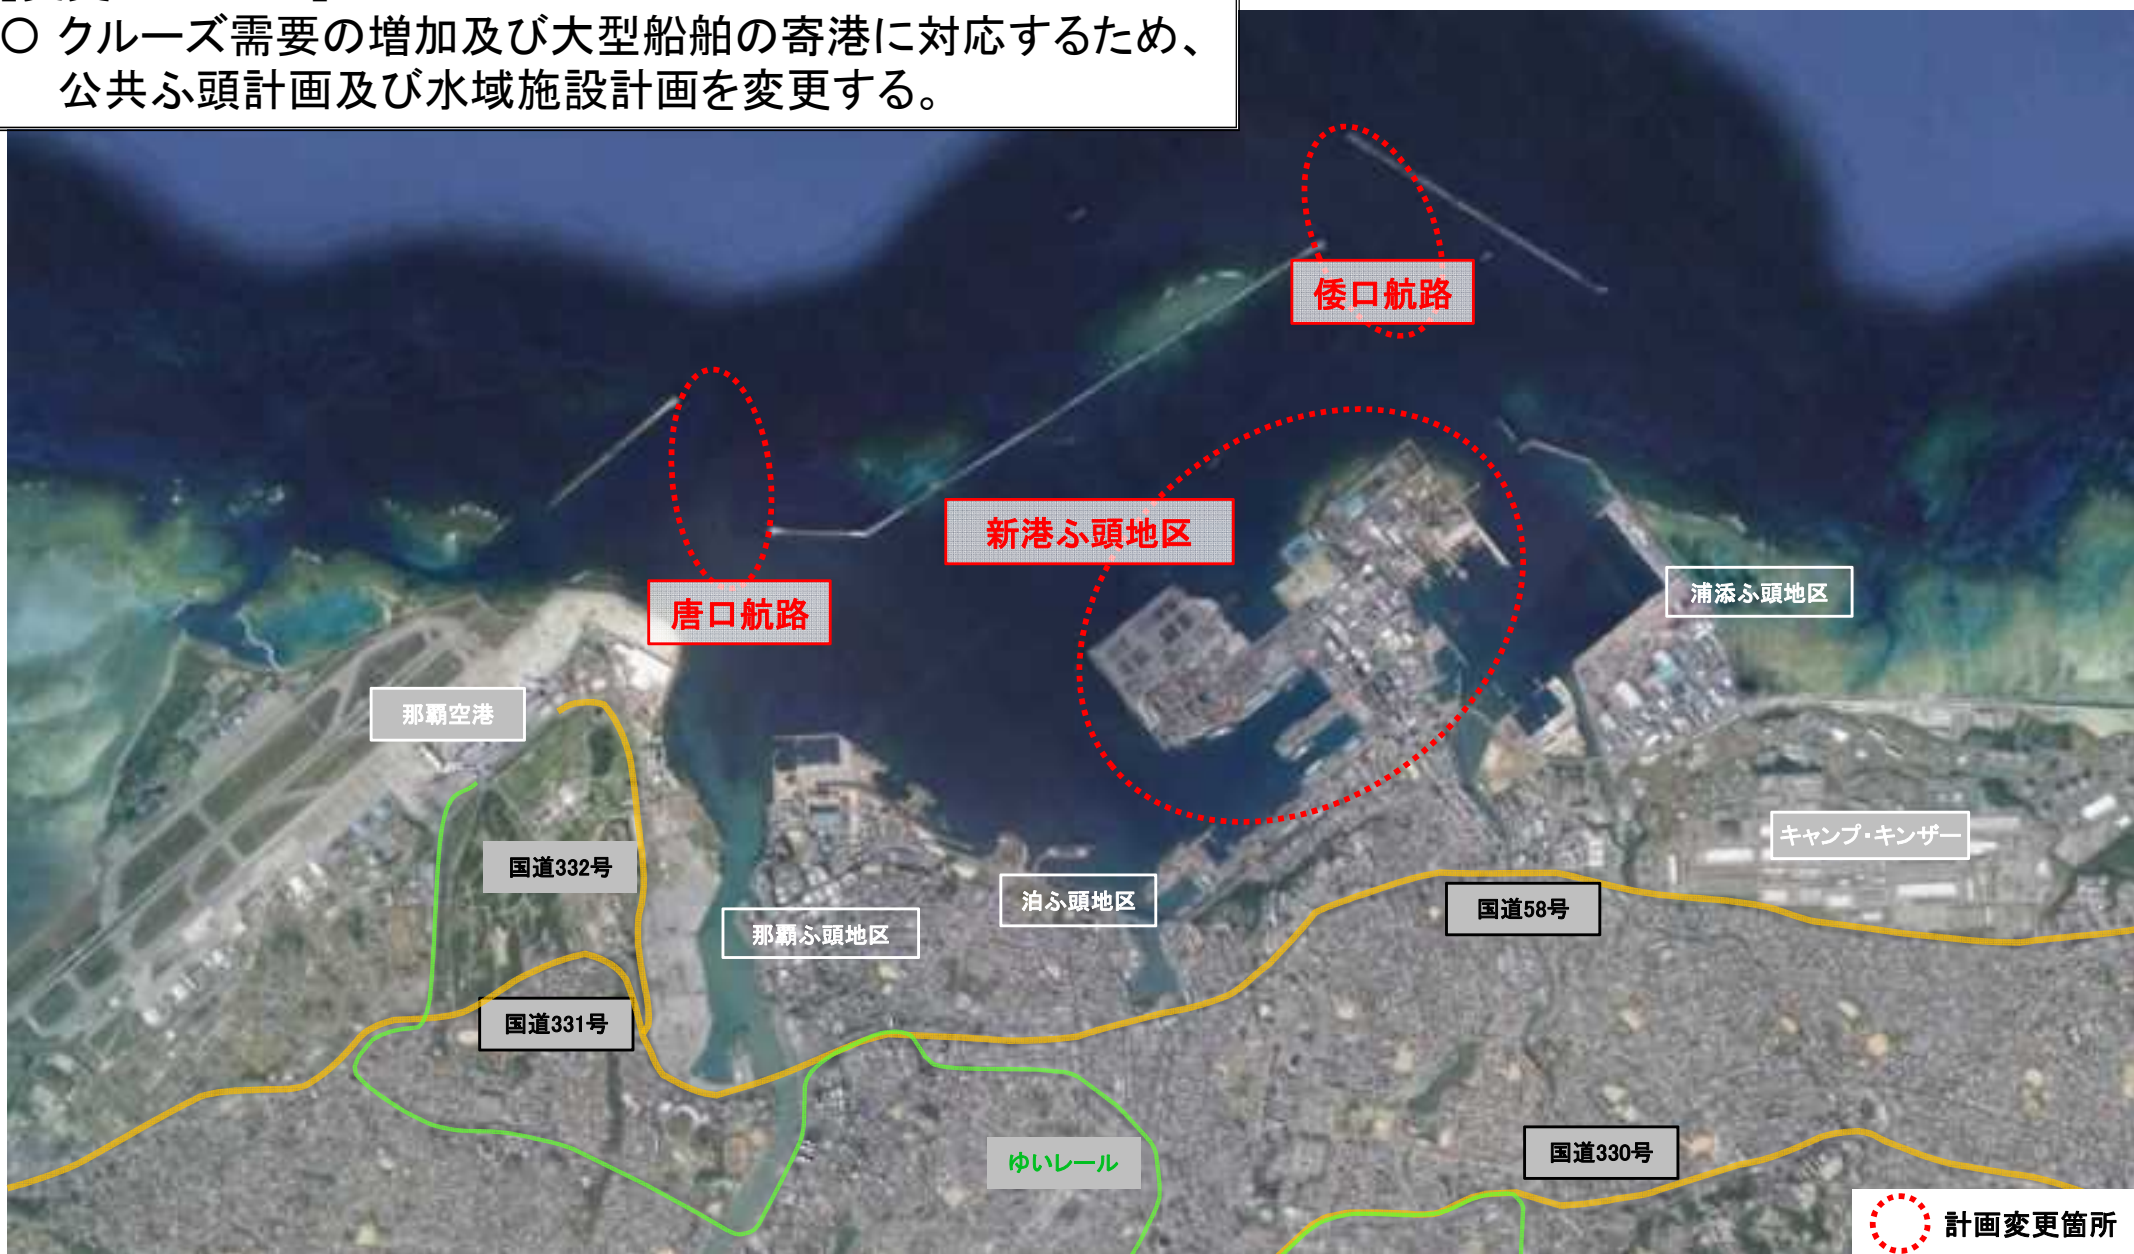 ○ クルーズ需要の増加及び大型船舶の寄港に対応するため、
公共ふ頭計画及び水域施設計画を変更する。
倭口航路
新港ふ頭地区
唐口航路
浦添ふ頭地区
那覇空港
キャンプ・キンザー
国道332号
泊ふ頭地区
国道58号
那覇ふ頭地区
国道331号
ゆいレール
国道330号
計画変更箇所